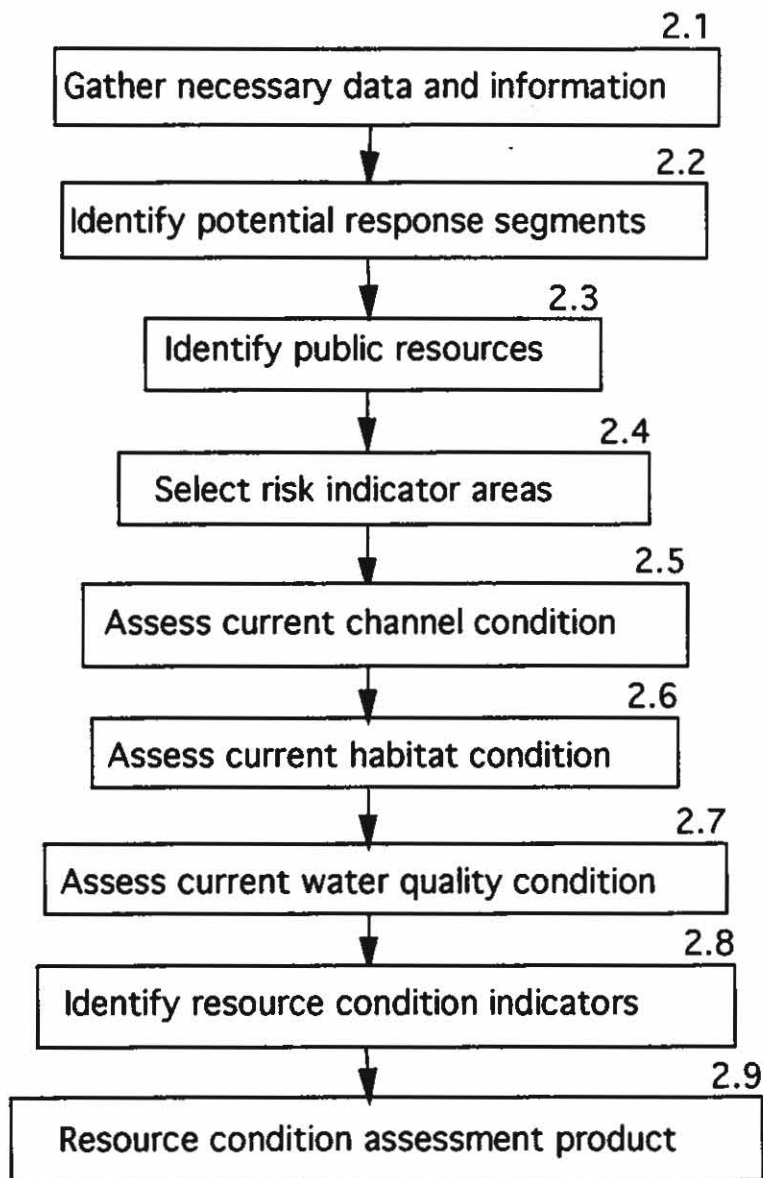 2.1
Gather necessary data and information
2.2
Identify potential response segments
2.3
Identify public resources
2.4
Select risk indicator areas
2.5
Assess current channel condition
2.6
Assess current habitat condition
2.7
Assess current water quality condition
2.8
Identify resource condition indicators
2.9
Resource condition assessment product